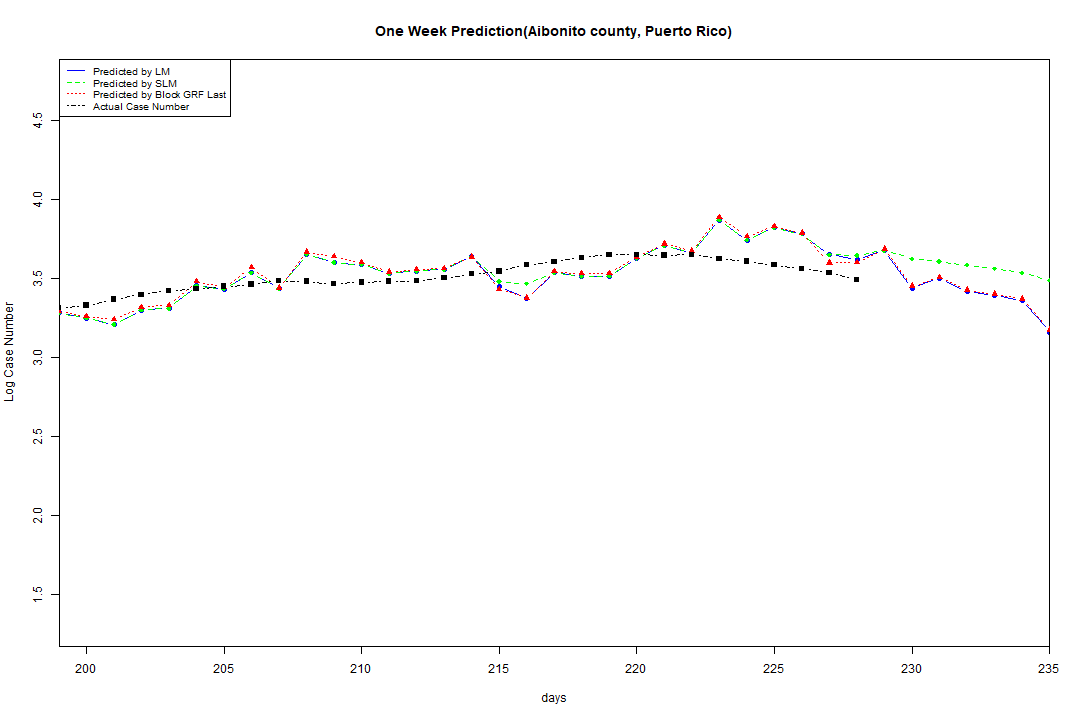 One Week Prediction(Aibonito county, Puerto Rico)
Predicted by LM
Predicted by SLM
Predicted by Block GRF Last
Actual Case Number
4.5
4.0
3.5
3.0
2.5
2.0
1.5
Log Case Number
200 205 210 215 220 225 230 235
days